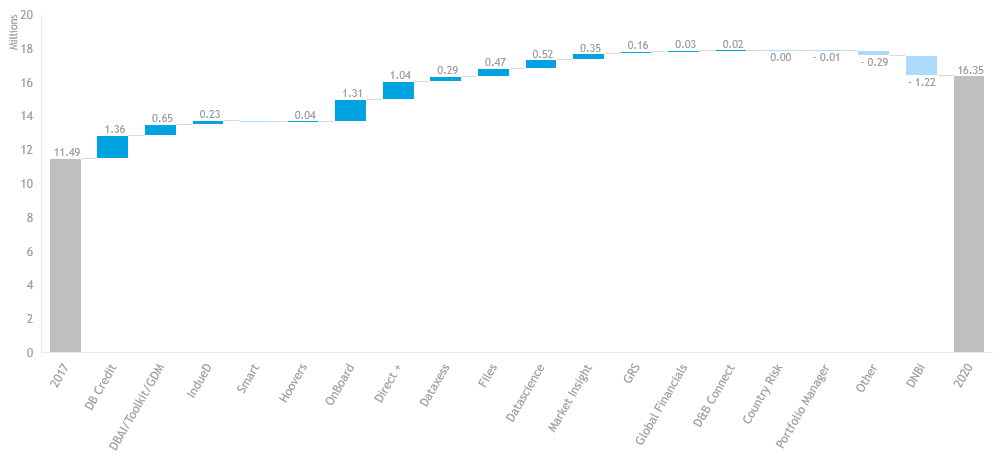 Millions
20
18
16
14
12
10
8
6
4
2
0
11.49
1.36
0.65
0.23
0.04
1.31
1.04
0.29
0.47
0.52
0.35
0.16
0.03
0.02
0.00
- 0.01
- 0.29
- 1.22
16.35
2017
DB Credit
DBAI/Toolkit/GDM
IndueD
Smart
Hoovers
OnBoard
Direct +
Dataxess
Files
Datascience
Market Insight
GRS
Global Financials
D&B Connect
Country Risk
Portfolio Manager
Other
DNBi
2020